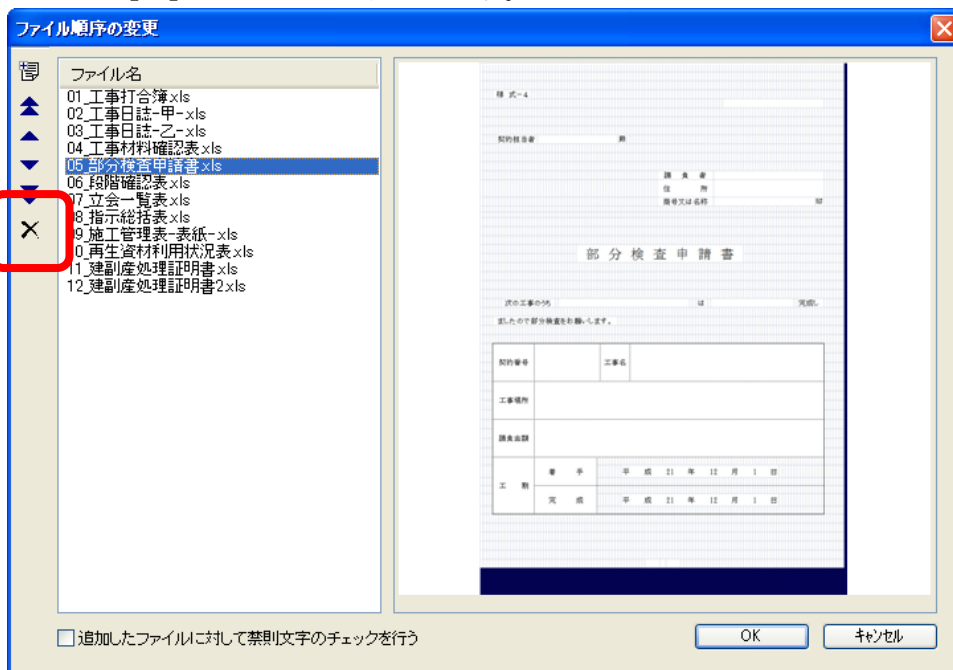 ファイル順序の変更
ファイル名
01_工事打合簿.xls
02_工事日誌-甲-.xls
03_工事日誌-乙-.xls
04_工事材料確認表.xls
05_部分検査申請書.xls
06_段階確認表.xls
07_立会一覧表.xls
08_指示総括表.xls
09_施工管理表-表紙-.xls
10_再生資材利用状況表.xls
11_建副産処理証明書.xls
12_建副産処理証明書2.xls
様式-4
契約担当者 殿
請負者
住所
商号又は名称 印
部分検査申請書
次の工事のうち は 完成し
ましたので部分検査をお願いします。
契約番号 工事名
工事場所
請負金額
工期 着手 平成 21 年 12 月 1 日
完成 平成 21 年 12 月 1 日
追加したファイルに対して禁則文字のチェックを行う
OK キャンセル